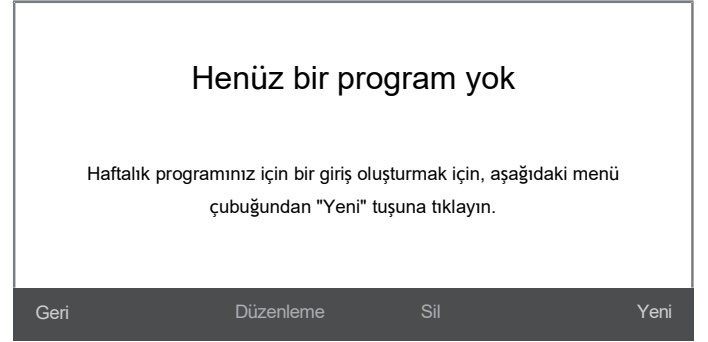 Henüz bir program yok
Haftalık programınız için bir giriş oluşturmak için, aşağıdaki menü
çubuğundan "Yeni" tuşuna tıklayın.
Geri Düzenleme Sil Yeni